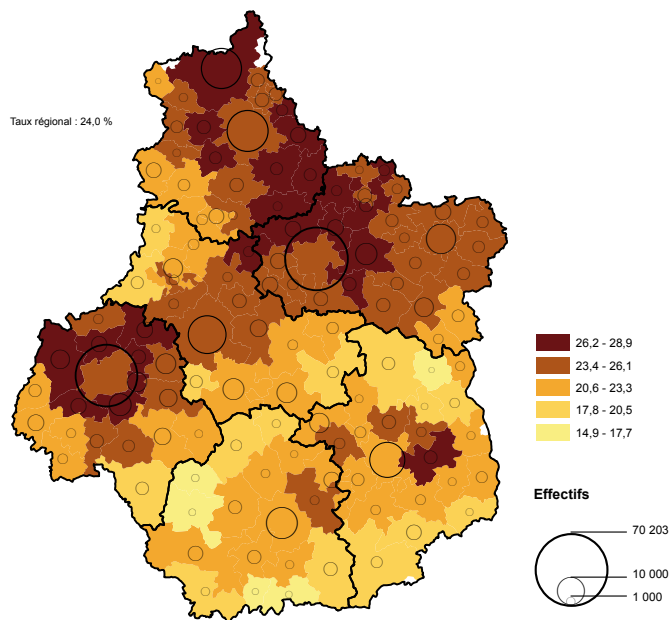 Taux régional : 24,0 %
26,2 - 28,9
23,4 - 26,1
20,6 - 23,3
17,8 - 20,5
14,9 - 17,7
Effectifs
70 203
10 000
1 000